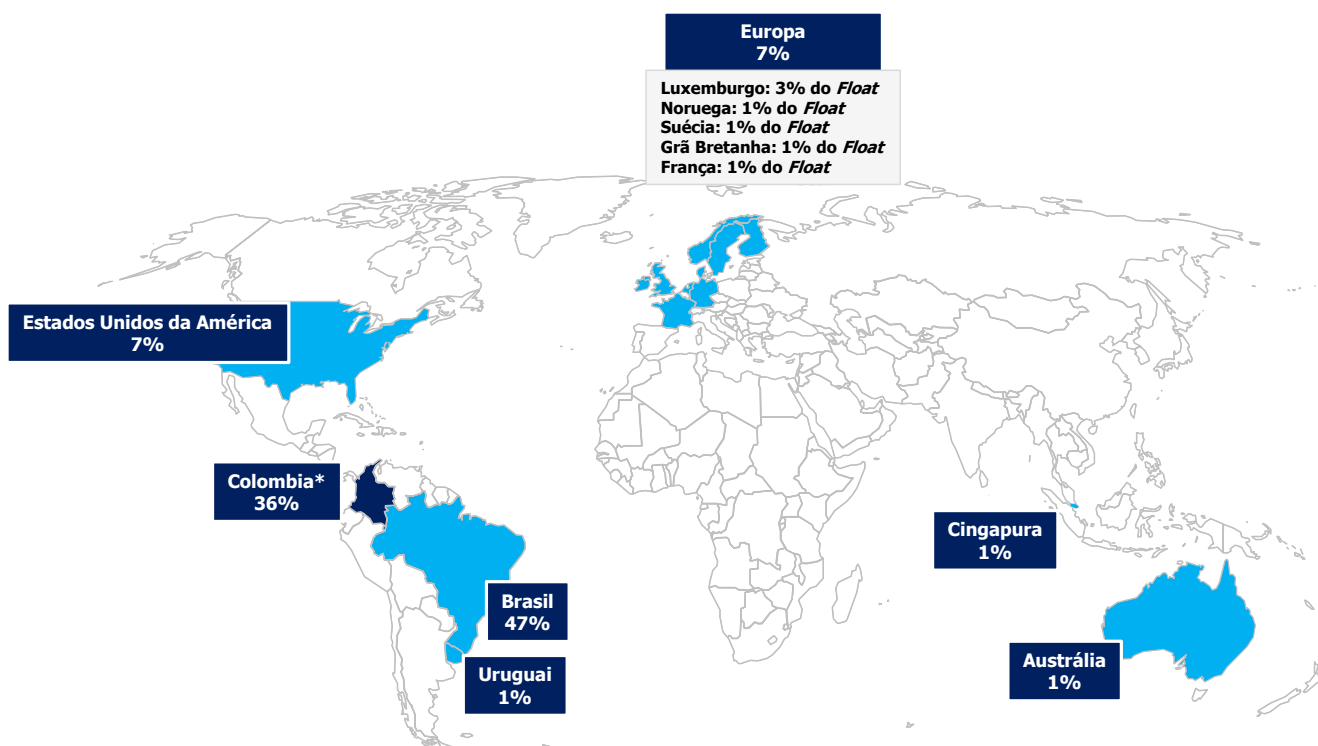 Europa
7%
Luxemburgo: 3% do Float
Noruega: 1% do Float
Suécia: 1% do Float
Grã Bretanha: 1% do Float
França: 1% do Float
Estados Unidos da América
7%
Colombia*
36%
Cingapura
1%
Brasil
47%
Uruguai
1%
Austrália
1%